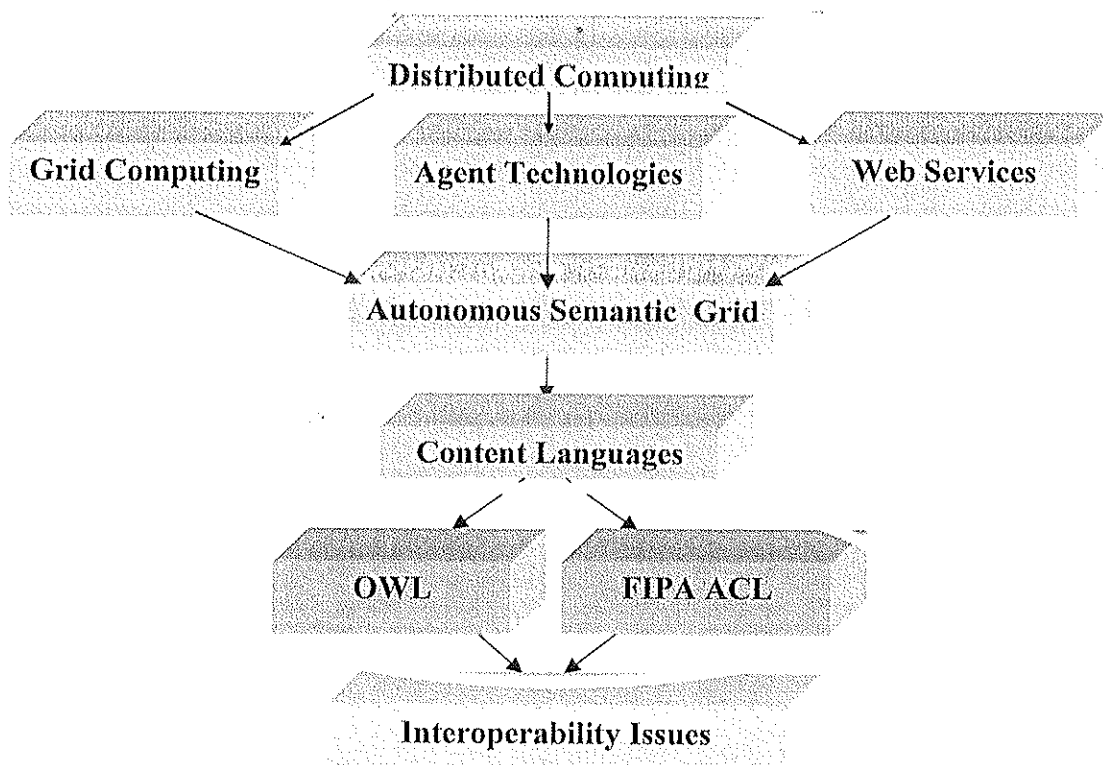 Distributed Computing
Grid Computing
Agent Technologies
Web Services
Autonomous Semantic Grid
Content Languages
OWL
FIPA ACL
Interoperability Issues